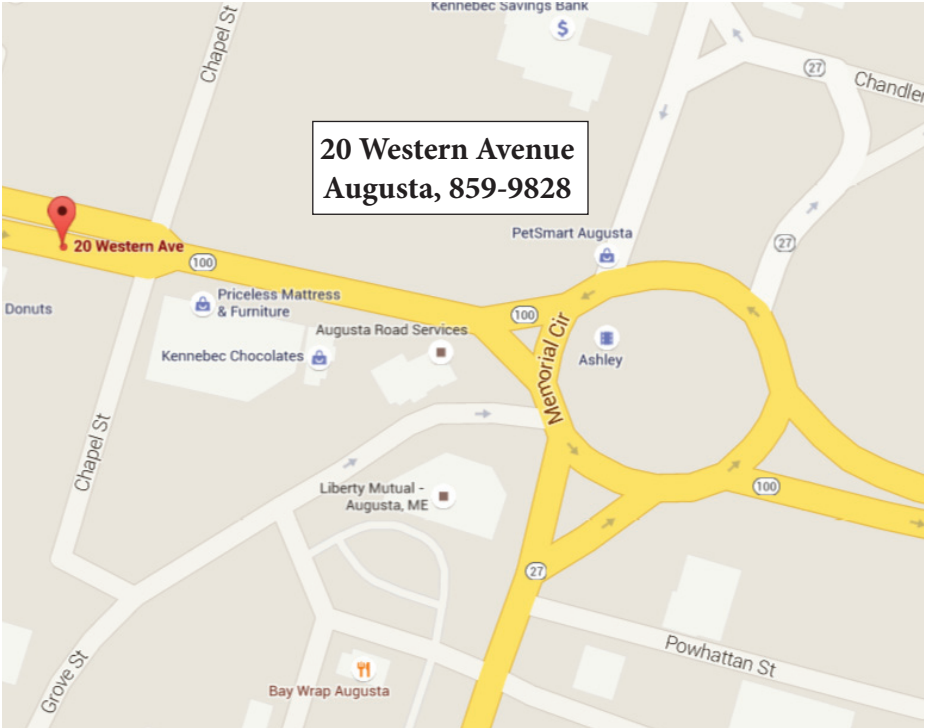 Kennebec Savings Bank
$
Chapel St
27
Chandler
20 Western Avenue
Augusta, 859-9828
PetSmart Augusta
27
20 Western Ave
100
Donuts
Priceless Mattress
& Furniture
100
Augusta Road Services
Kennebec Chocolates
Memorial Cir
Ashley
Chapel St
Liberty Mutual -
Augusta, ME
100
27
Powhattan St
Grove St
Bay Wrap Augusta